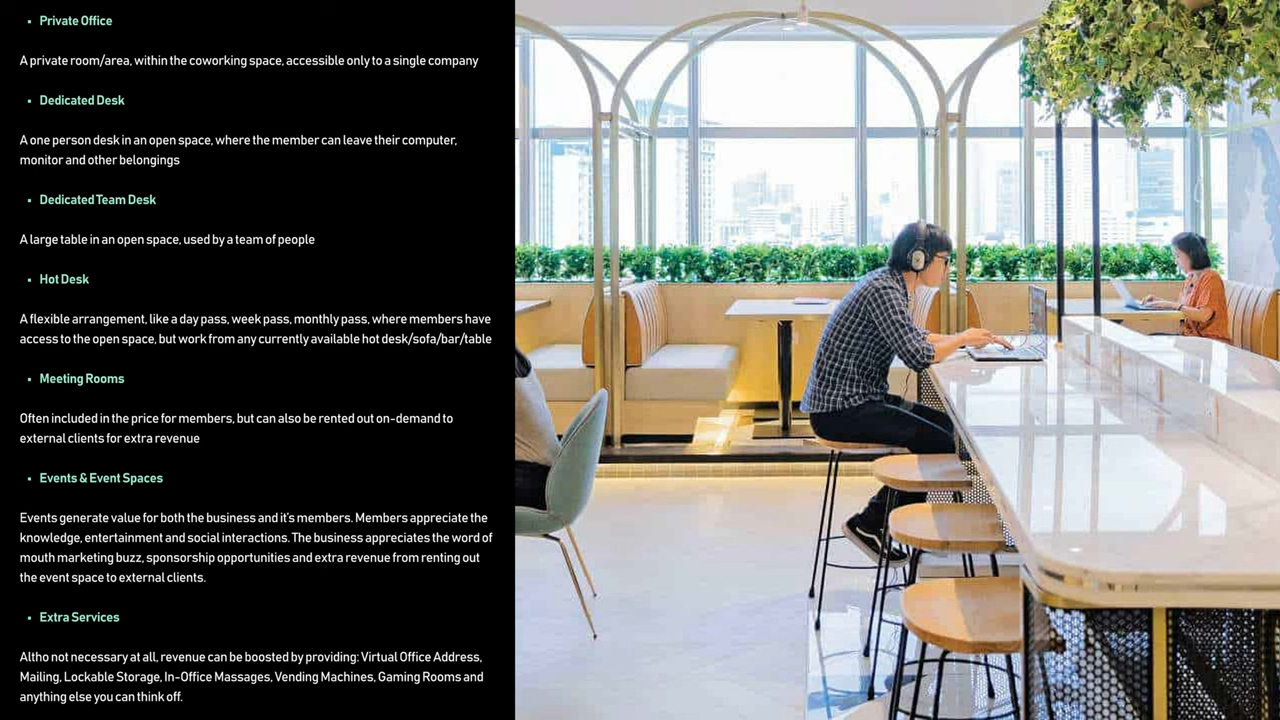 Private Office
A private room/area, within the coworking space, accessible only to a single company
Dedicated Desk
A one person desk in an open space, where the member can leave their computer,
monitor and other belongings
Dedicated Team Desk
A large table in an open space, used by a team of people
Hot Desk
A flexible arrangement, like a day pass, week pass, monthly pass, where members have
access to the open space, but work from any currently available hot desk/sofa/bar/table
Meeting Rooms
Often included in the price for members, but can also be rented out on-demand to
external clients for extra revenue
Events & Event Spaces
Events generate value for both the business and it's members. Members appreciate the
knowledge, entertainment and social interactions. The business appreciates the word of
mouth marketing buzz, sponsorship opportunities and extra revenue from renting out
the event space to external clients.
Extra Services
Altho not necessary at all, revenue can be boosted by providing: Virtual Office Address,
Mailing, Lockable Storage, In-Office Massages, Vending Machines, Gaming Rooms and
anything else you can think off.